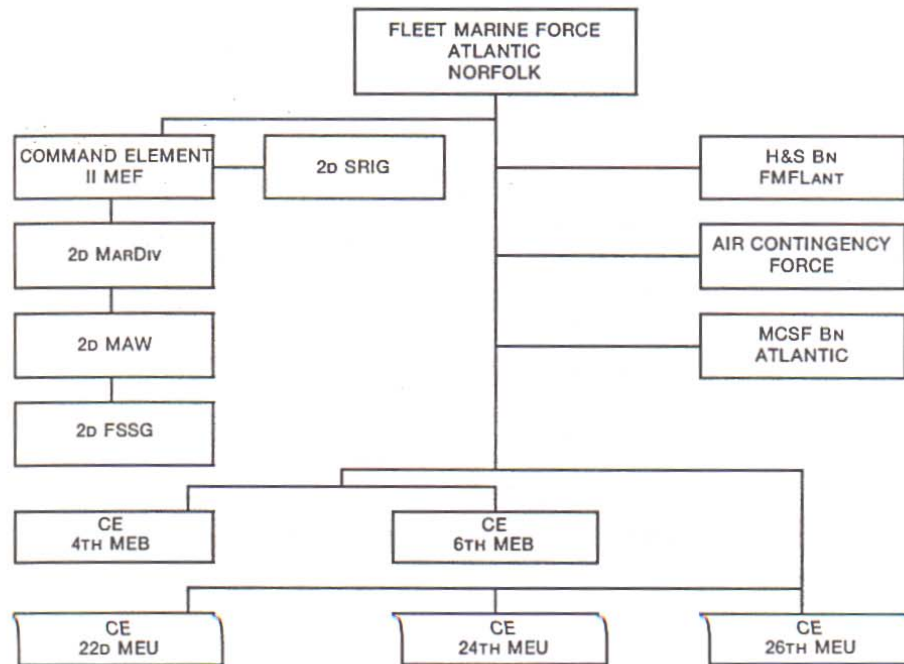 FLEET MARINE FORCE
ATLANTIC
NORFOLK
COMMAND ELEMENT
II MEF
2D SRIG
H&S BN
FMFLANT
2D MARDIV
AIR CONTINGENCY
FORCE
2D MAW
MCSF BN
ATLANTIC
2D FSSG
CE
4TH MEB
CE
6TH MEB
CE
22D MEU
CE
24TH MEU
CE
26TH MEU